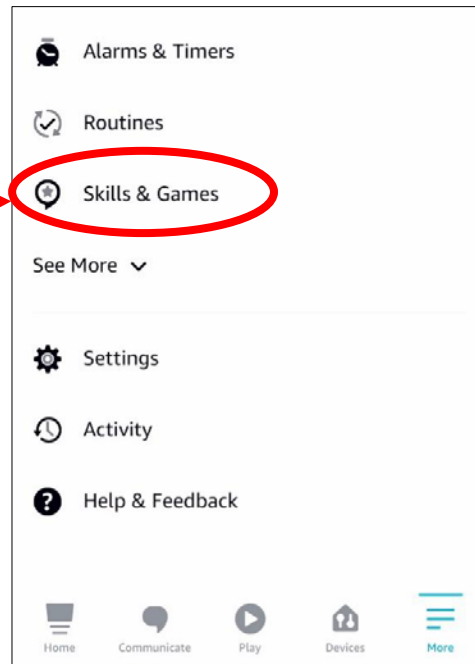 Alarms & Timers
Routines
Skills & Games
See More
Settings
Activity
Help & Feedback
Home Communicate Play Devices More